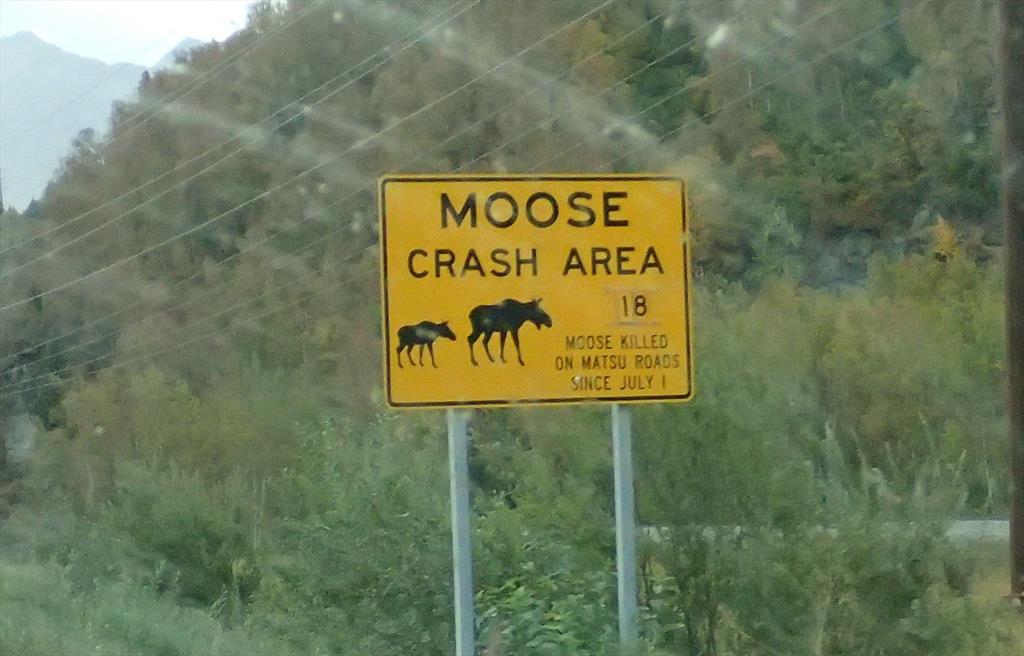 MOOSE
CRASH AREA
18
MOOSE KILLED
ON MATSU ROADS
SINCE JULY 1